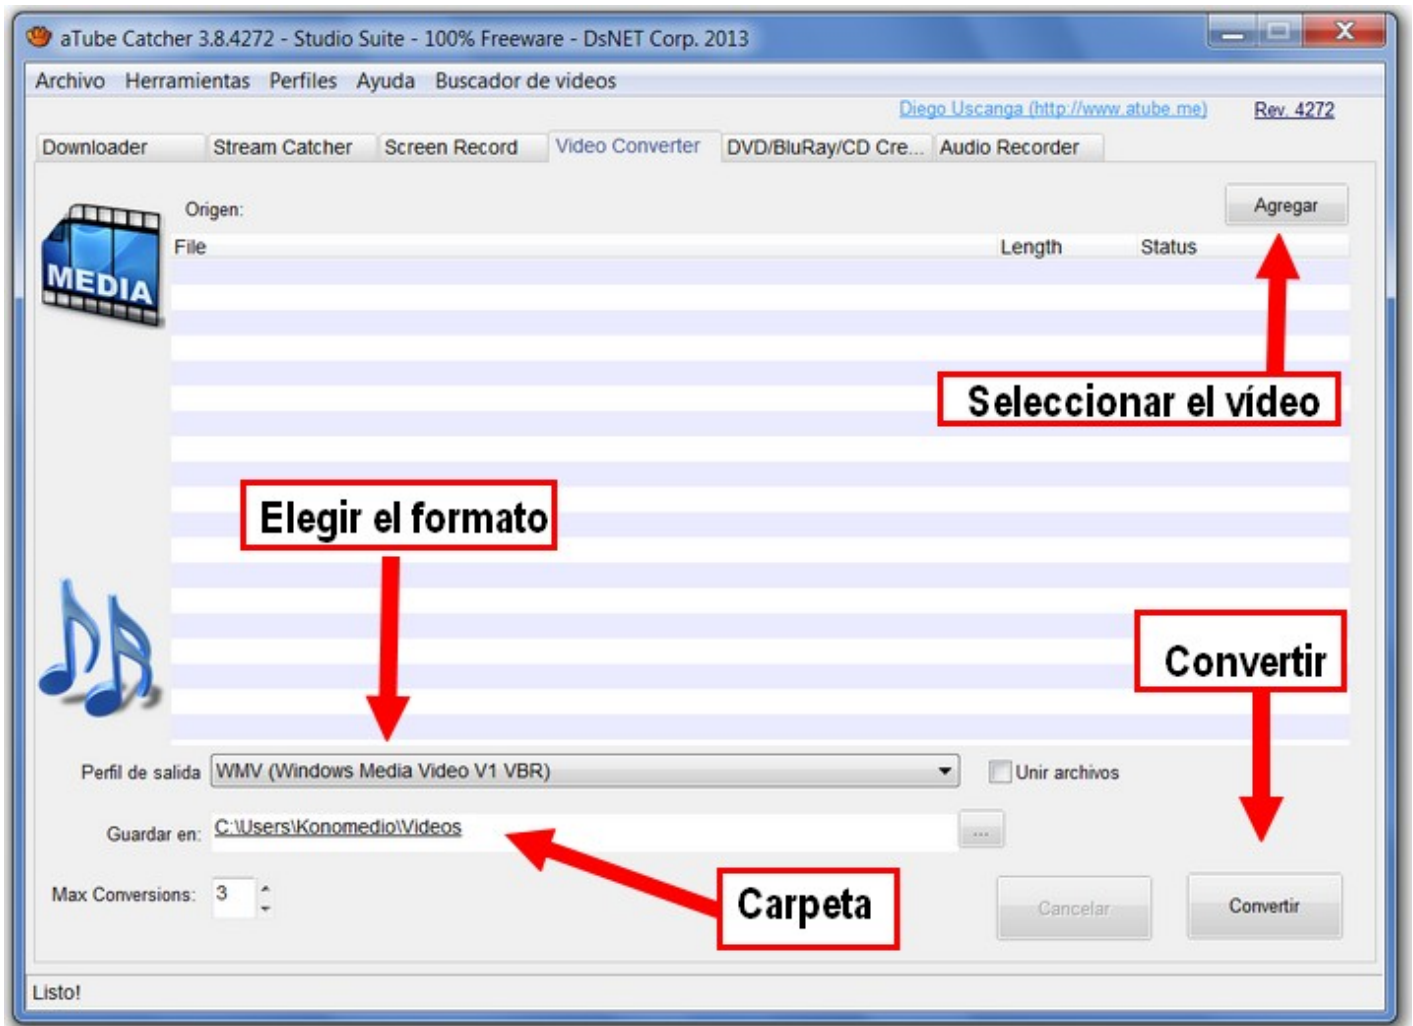 aTube Catcher 3.8.4272 - Studio Suite - 100% Freeware - DsNET Corp. 2013
Archivo Herramientas Perfiles Ayuda Buscador de videos
Diego Uscanga (http://www.atube.me) Rev. 4272
Downloader Stream Catcher Screen Record Video Converter DVD/BluRay/CD Cre... Audio Recorder
Origen: Agregar
File Length Status
MEDIA
Seleccionar el vídeo
Elegir el formato
Convertir
Perfil de salida WMV (Windows Media Video V1 VBR) Unir archivos
Guardar en: C:\Users\Konomedio\Videos ...
Carpeta
Max Conversions: 3 Cancelar Convertir
Listo!